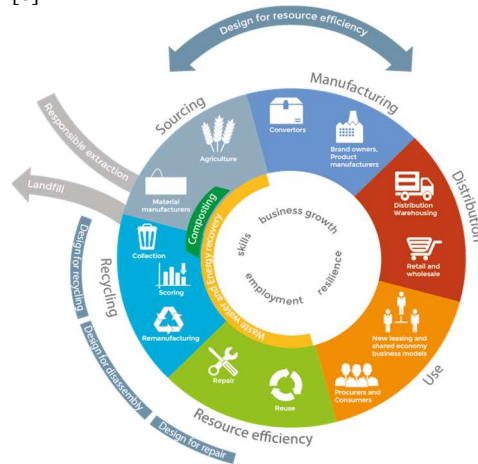 Design for resource efficiency
Manufacturing
Sourcing
Responsible extraction
Landfill
Convertors
Brand owners,
Product
manufacturers
Agriculture
Material
manufacturers
Distribution
Distribution
Warehousing
Retail and
wholesale
Composting
Waste water and Energy recovery
business growth
skills
resilience
employment
Recycling
Collection
Scoring
Remanufacturing
Design for recycling
Design for disassembly
Design for repair
New leasing and
shared economy
business models
Procurers and
Consumers
Use
Repair
Reuse
Resource efficiency